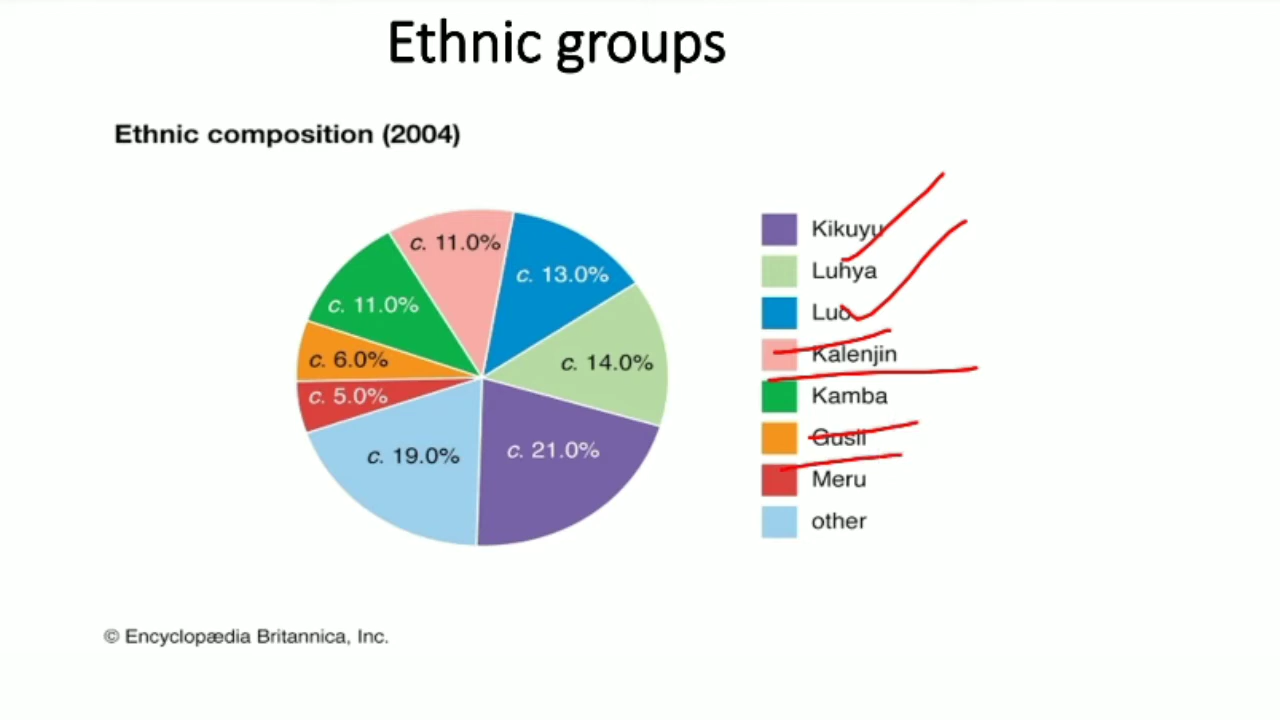 Ethnic groups
Ethnic composition (2004)
c. 11.0%
c. 13.0%
c. 11.0%
c. 14.0%
c. 6.0%
c. 5.0%
c. 19.0%
c. 21.0%
Kikuyu
Luhya
Luo
Kalenjin
Kamba
Gusii
Meru
other
© Encyclopædia Britannica, Inc.